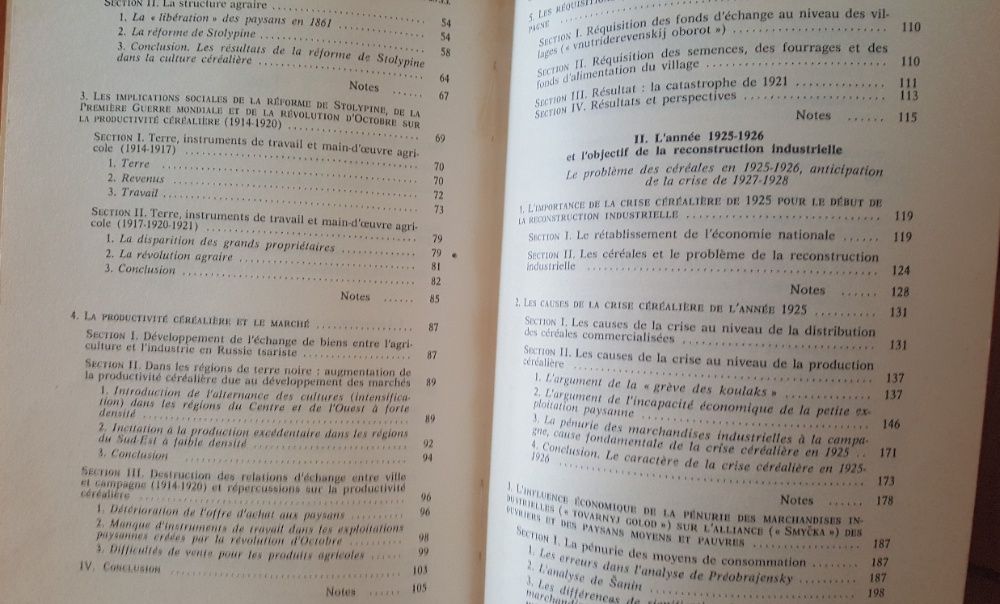 SECTION II. La structure agraire ........ 54
1. La « libération » des paysans en 1861 54
2. La réforme de Stolypine ........ 58
3. Conclusion. Les résultats de la réforme de Stolypine
dans la culture céréalière ........ 64
Notes ...... 67
3. LES IMPLICATIONS SOCIALES DE LA RÉFORME DE STOLYPINE, DE LA
PREMIÈRE GUERRE MONDIALE ET DE LA RÉVOLUTION D'OCTOBRE SUR
LA PRODUCTIVITÉ CÉRÉALIÈRE (1914-1920) ........ 69
SECTION I. Terre, instruments de travail et main-d'œuvre agri-
cole (1914-1917) ........ 70
1. Terre ........ 70
2. Revenus ........ 72
3. Travail ........ 73
SECTION II. Terre, instruments de travail et main-d'œuvre agri-
cole (1917-1920-1921) ........ 79
1. La disparition des grands propriétaires ........ 79
2. La révolution agraire ........ 81
3. Conclusion ........ 82
Notes ...... 85
4. LA PRODUCTIVITÉ CÉRÉALIÈRE ET LE MARCHÉ ........ 87
SECTION I. Développement de l'échange de biens entre l'agri-
culture et l'industrie en Russie tsariste ........ 87
SECTION II. Dans les régions de terre noire : augmentation de
la productivité céréalière due au développement des marchés 89
1. Introduction de l'alternance des cultures (intensifica-
tion) dans les régions du Centre et de l'Ouest à forte
densité ........ 89
2. Incitation à la production excédentaire dans les régions
du Sud-Est à faible densité ........ 92
3. Conclusion ........ 94
SECTION III. Destruction des relations d'échange entre ville
et campagne (1914-1920) et répercussions sur la productivité
céréalière ........ 96
1. Détérioration de l'offre d'achat aux paysans ........ 96
2. Manque d'instruments de travail dans les exploitations
paysannes créées par la révolution d'Octobre ........ 98
3. Difficultés de vente pour les produits agricoles .. 99
IV. CONCLUSION ........ 103
Notes ...... 105
5. LES RÉQUISITIONS
PAGNE
SECTION I. Réquisition des fonds d'échange au niveau des vil-
lages (« vnutriderevenskij oborot ») ........ 110
SECTION II. Réquisition des semences, des fourrages et des
fonds d'alimentation du village ........ 110
SECTION III. Résultat : la catastrophe de 1921 ........ 111
SECTION IV. Résultats et perspectives ........ 113
Notes ...... 115
II. L'année 1925-1926
et l'objectif de la reconstruction industrielle
Le problème des céréales en 1925-1926, anticipation
de la crise de 1927-1928
1. L'IMPORTANCE DE LA CRISE CÉRÉALIÈRE DE 1925 POUR LE DÉBUT DE
LA RECONSTRUCTION INDUSTRIELLE ........ 119
SECTION I. Le rétablissement de l'économie nationale ...... 119
SECTION II. Les céréales et le problème de la reconstruction
industrielle ........ 124
Notes ...... 128
2. LES CAUSES DE LA CRISE CÉRÉALIÈRE DE L'ANNÉE 1925 ........ 131
SECTION I. Les causes de la crise au niveau de la distribution
des céréales commercialisées ........ 131
SECTION II. Les causes de la crise au niveau de la production
céréalière ........ 137
1. L'argument de la « grève des koulaks » ........ 137
2. L'argument de l'incapacité économique de la petite ex-
ploitation paysanne ........ 146
3. La pénurie des marchandises industrielles à la campa-
gne, cause fondamentale de la crise céréalière en 1925 .. 171
4. Conclusion. Le caractère de la crise céréalière en 1925-
1926 ........ 173
Notes ...... 178
3. L'INFLUENCE ÉCONOMIQUE DE LA PÉNURIE DES MARCHANDISES IN-
DUSTRIELLES (« TOVARNYJ GOLOD ») SUR L'ALLIANCE (« SMYČKA ») DES
OUVRIERS ET DES PAYSANS MOYENS ET PAUVRES ........ 187
SECTION I. La pénurie des moyens de consommation ........ 187
1. Les erreurs dans l'analyse de Préobrajensky ........ 187
2. L'analyse de Šanin ........ 198
3. Les différences de